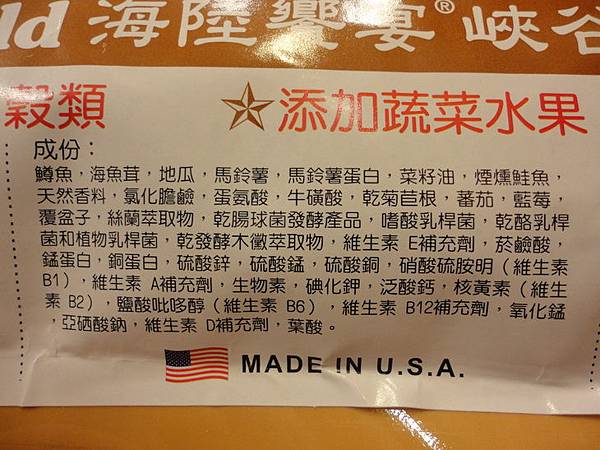 ld 海陸饗宴® 峽谷
穀類 ☆添加蔬菜水果
成份：
鱒魚，海魚茸，地瓜，馬鈴薯，馬鈴薯蛋白，菜籽油，煙燻鮭魚，
天然香料，氯化膽鹼，蛋氨酸，牛磺酸，乾菊苣根，蕃茄，藍莓，
覆盆子，絲蘭萃取物，乾腸球菌發酵產品，嗜酸乳桿菌，乾酪乳桿
菌和植物乳桿菌，乾發酵木黴萃取物，維生素 E補充劑，菸鹼酸，
錳蛋白，銅蛋白，硫酸鋅，硫酸錳，硫酸銅，硝酸硫胺明（維生素
B1），維生素 A補充劑，生物素，碘化鉀，泛酸鈣，核黃素（維生
素 B2），鹽酸吡哆醇（維生素 B6），維生素 B12補充劑，氧化錳
，亞硒酸鈉，維生素 D補充劑，葉酸。
MADE IN U.S.A.